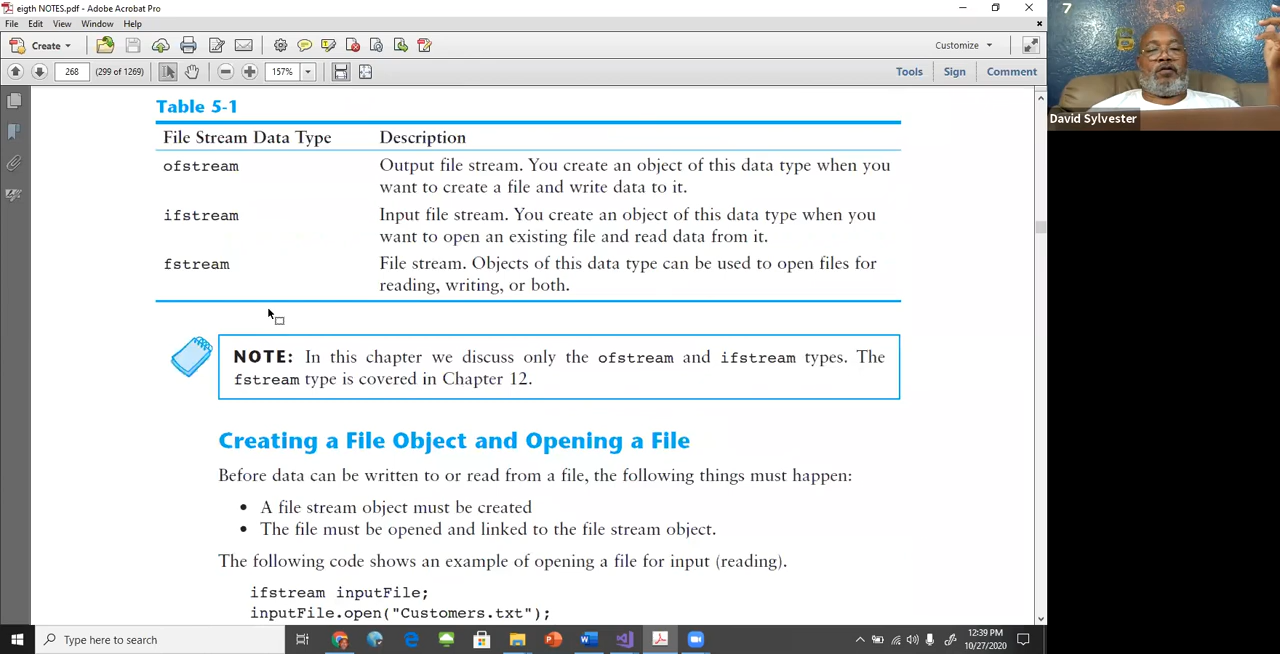 eigth NOTES.pdf - Adobe Acrobat Pro
File Edit View Window Help
Create
Customize
268 (299 of 1269) 157%
Tools Sign Comment
7
David Sylvester
Table 5-1
File Stream Data Type Description
ofstream Output file stream. You create an object of this data type when you
want to create a file and write data to it.
ifstream Input file stream. You create an object of this data type when you
want to open an existing file and read data from it.
fstream File stream. Objects of this data type can be used to open files for
reading, writing, or both.
NOTE: In this chapter we discuss only the ofstream and ifstream types. The
fstream type is covered in Chapter 12.
Creating a File Object and Opening a File
Before data can be written to or read from a file, the following things must happen:
• A file stream object must be created
• The file must be opened and linked to the file stream object.
The following code shows an example of opening a file for input (reading).
ifstream inputFile;
inputFile.open("Customers.txt");
Type here to search
12:39 PM
10/27/2020